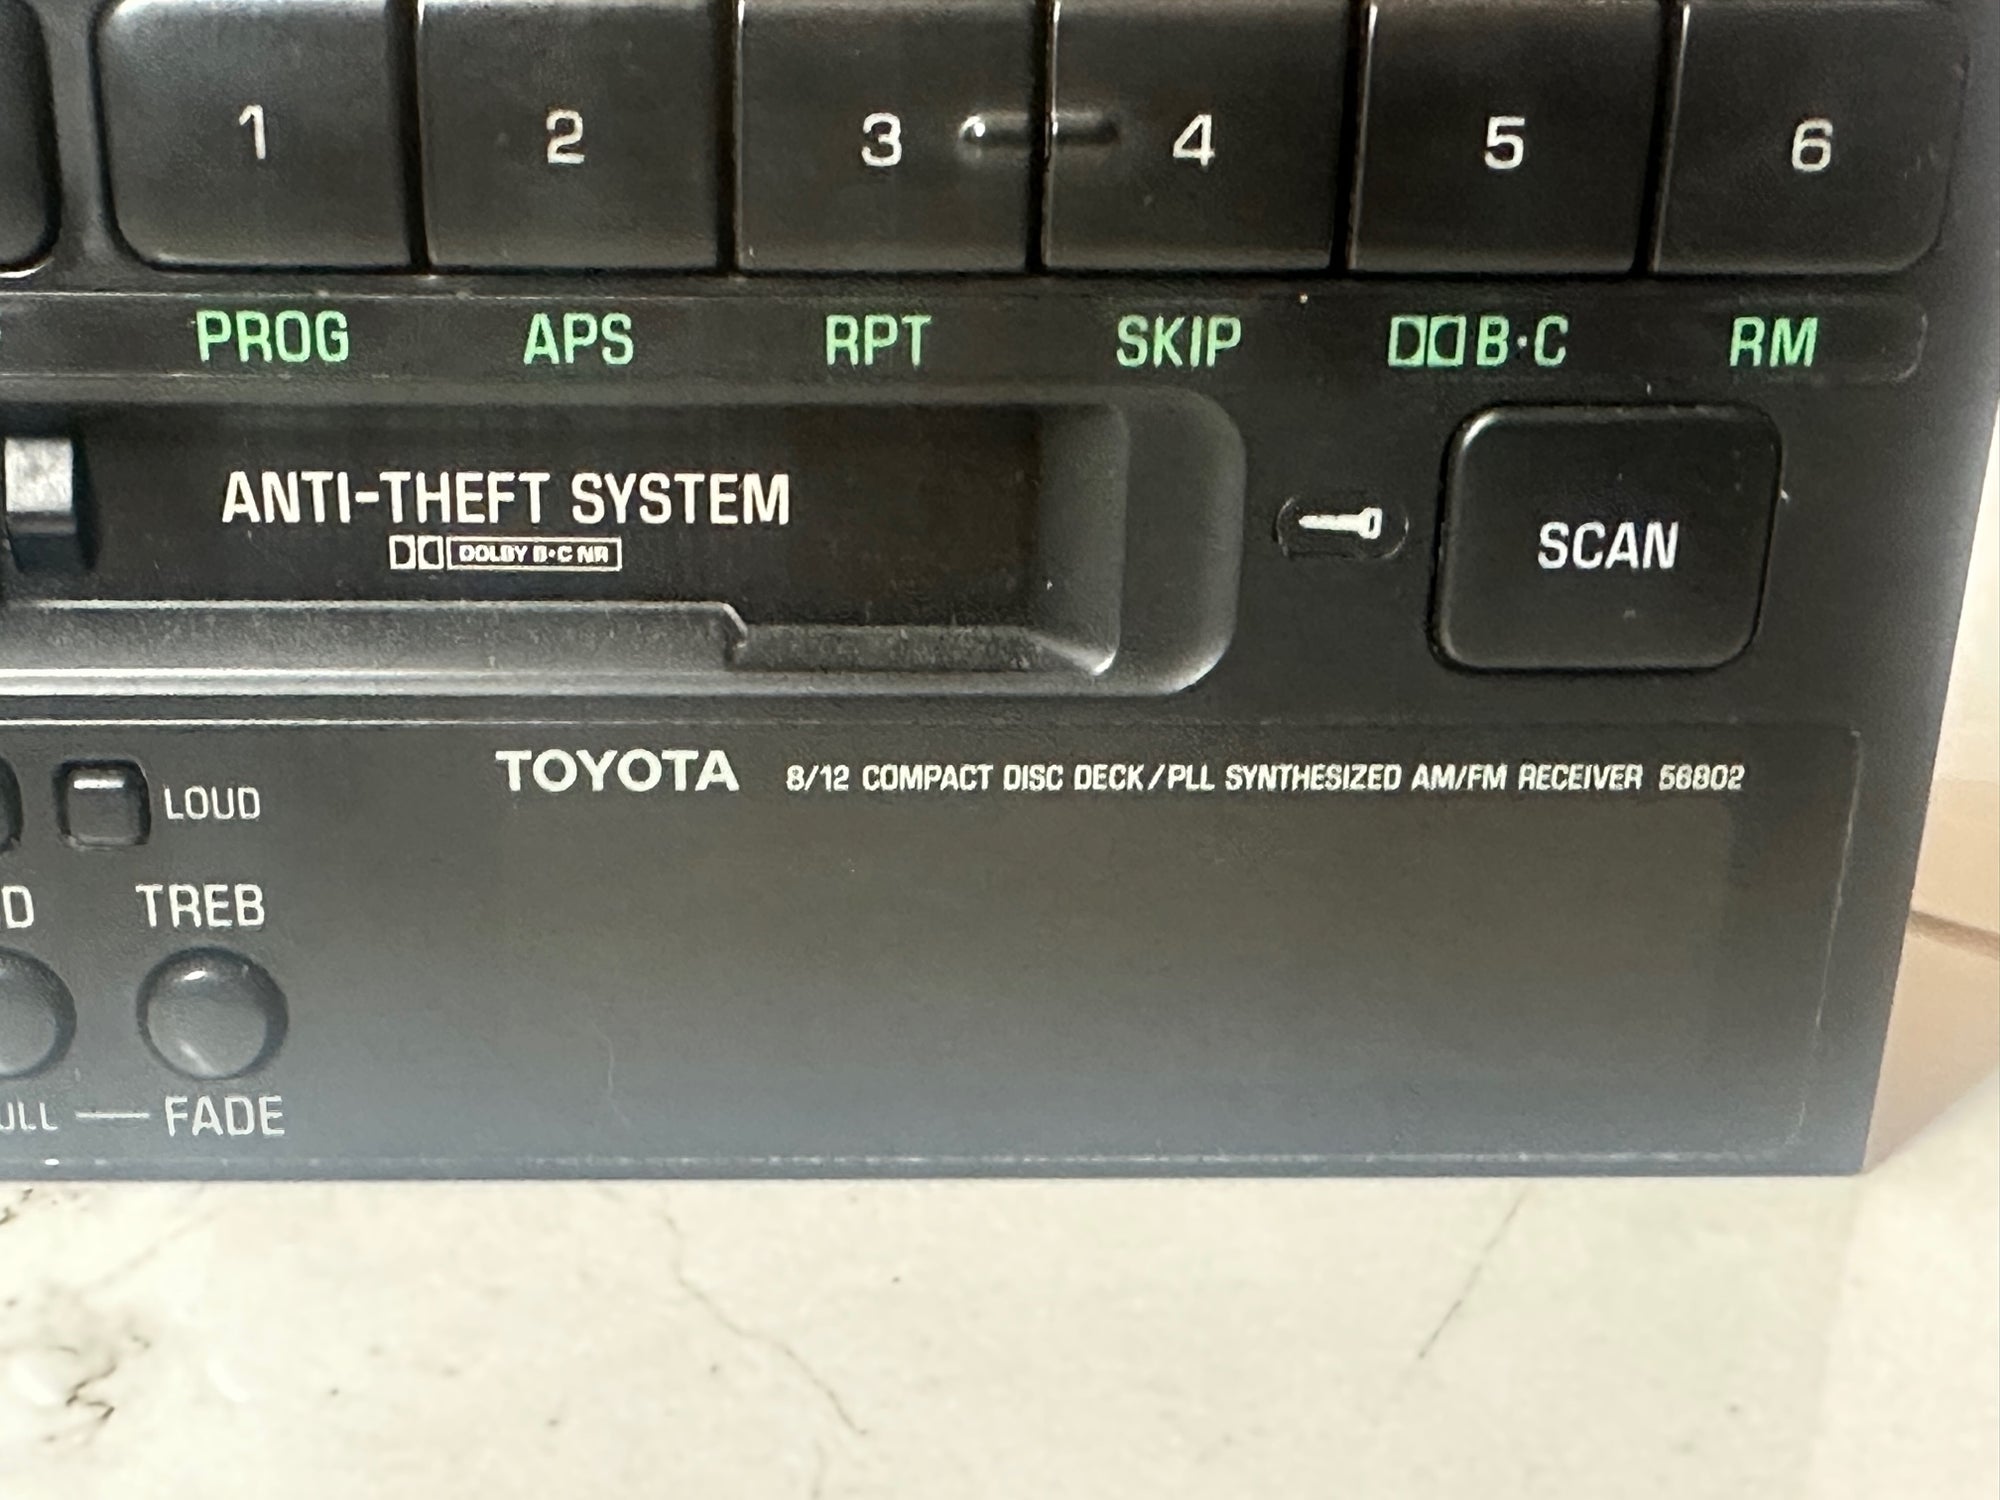 1 2 3 4 5 6
PROG APS RPT SKIP B·C RM
ANTI-THEFT SYSTEM
DOLBY B·C NR
SCAN
TOYOTA 8/12 COMPACT DISC DECK/PLL SYNTHESIZED AM/FM RECEIVER 56802
LOUD
D TREB
ULL — FADE